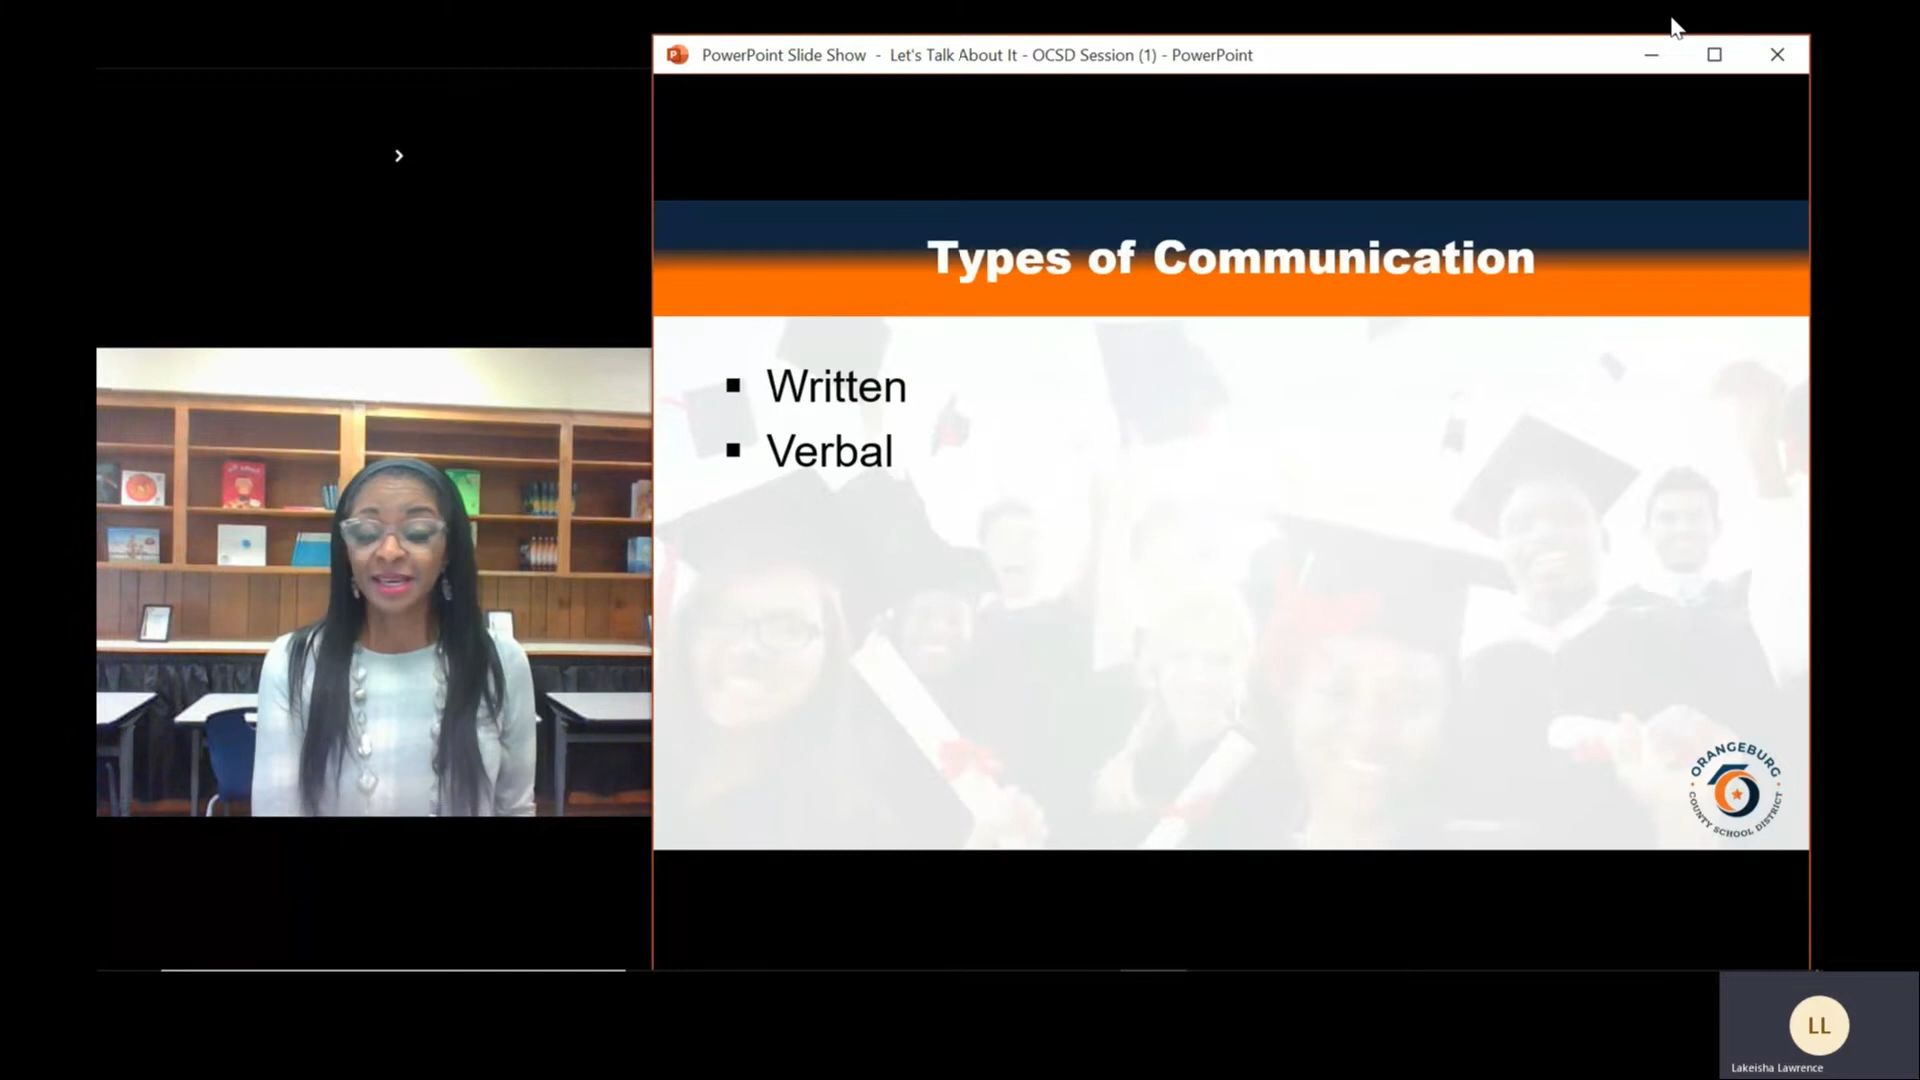 PowerPoint Slide Show - Let's Talk About It - OCSD Session (1) - PowerPoint
Types of Communication
▪ Written
▪ Verbal
ORANGEBURG
COUNTY SCHOOL DISTRICT
LL
Lakeisha Lawrence